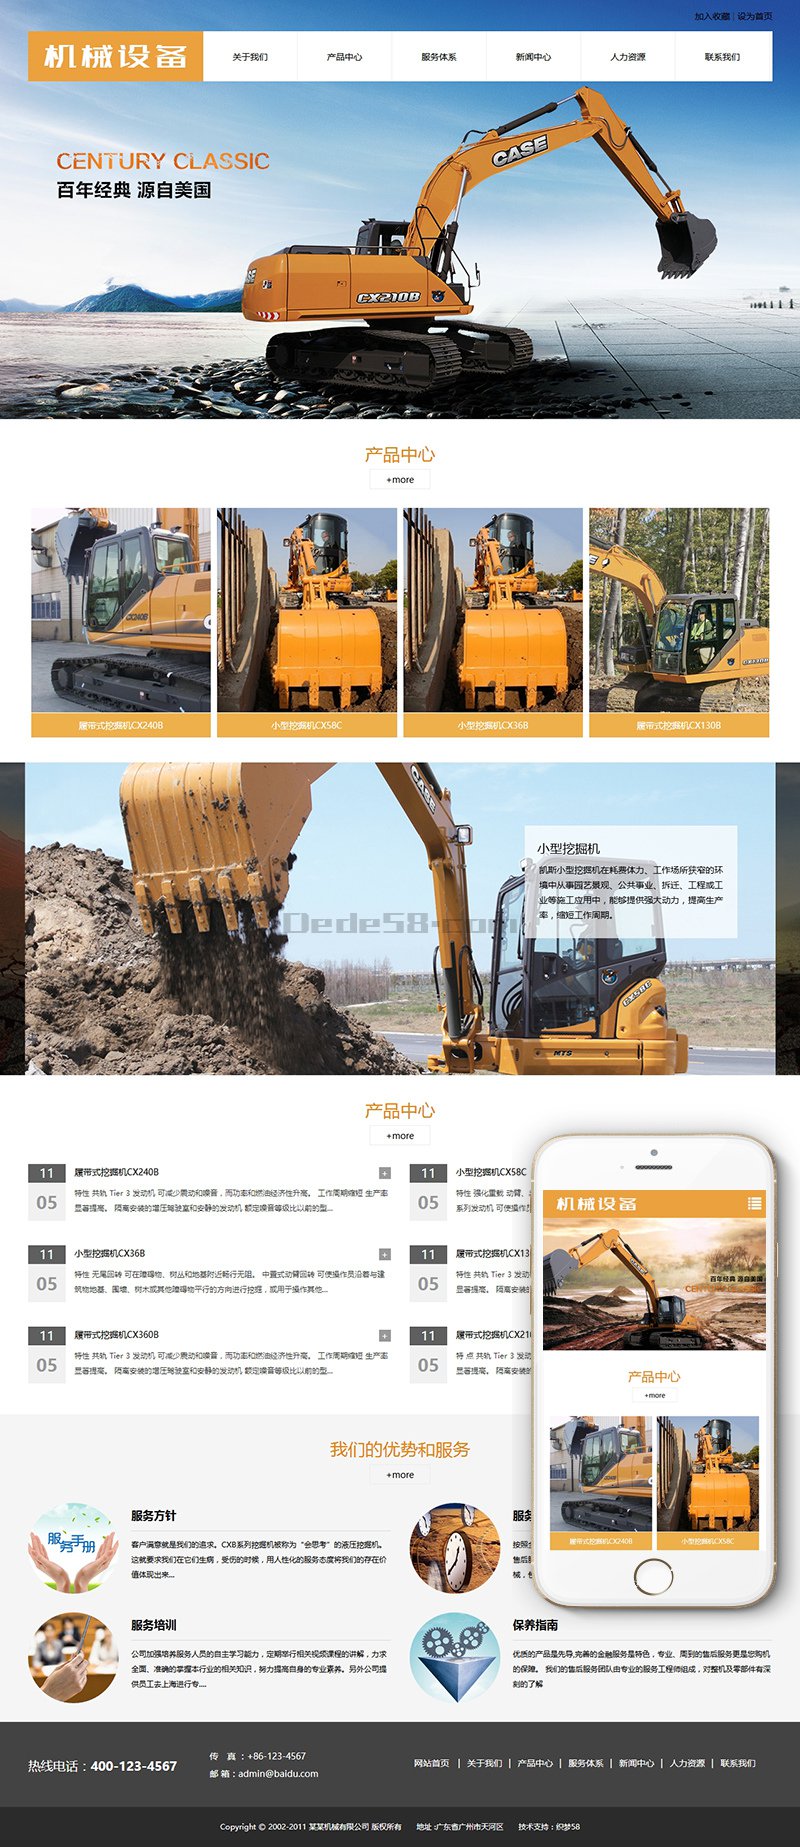 加入收藏 | 设为首页
机械设备
关于我们
产品中心
服务体系
新闻中心
人力资源
联系我们
CENTURY CLASSIC
百年经典 源自美国
CASE
CASE
CX210B
产品中心
+more
CX240B
CX130B
履带式挖掘机CX240B
小型挖掘机CX58C
小型挖掘机CX36B
履带式挖掘机CX130B
CASE
小型挖掘机
凯斯小型挖掘机在耗费体力、工作场所获窄的环
境中从事园艺景观、公共事业、拆迁、工程或工
业等施工应用中，能够提供强大动力，提高生产
率，缩短工作周期。
Dede58.com
CX58C
MTS
产品中心
+more
11
05
履带式挖掘机CX240B
+
特性 共轨 Tier 3 发动机 可减少震动和噪音，而功率和燃油经济性升高。 工作周期缩短 生产率
显著提高。 隔离安装的增压驾驶室和安静的发动机 额定噪音等级比以前的型...
11
05
小型挖掘机CX58C
特性 强化重载 动臂、
系列发动机 可使操作
11
05
小型挖掘机CX36B
+
特性 无尾回转 可在障碍物、树丛和地基附近畅行无阻。 中置式动臂回转 可使操作员沿着与建
筑物地基、围墙、树木或其他障碍物平行的方向进行挖掘，或用于操作其他...
11
05
履带式挖掘机CX13
特性 共轨 Tier 3 发动
显著提高。 隔离安装
11
05
履带式挖掘机CX360B
+
特性 共轨 Tier 3 发动机 可减少震动和噪音，而功率和燃油经济性升高。 工作周期缩短 生产率
显著提高。 隔离安装的增压驾驶室和安静的发动机 额定噪音等级比以前的型...
11
05
履带式挖掘机CX210
特 点 共轨 Tier 3 发
显著提高。 隔离安装
机械设备
百年经典 源自美国
CENTURY
产品中心
+more
履带式挖掘机CX240B
小型挖掘机CX58C
我们的优势和服务
+more
服务手册
服务方针
客户满意就是我们的追求。CXB系列挖掘机被称为“会思考”的液压挖掘机。
这就要求我们在它们生病，受伤的时候，用人性化的服务态度将我们的存在价
值体现出来...
服务
按照
售后服
械，
服务培训
公司加强培养服务人员的自主学习能力，定期举行相关视频课程的讲解，力求
全面、准确的掌握本行业的相关知识，努力提高自身的专业素养。另外公司提
供员工去上海进行专....
保养指南
优质的产品是先导,完善的金融服务是特色，专业、周到的售后服务更是您购机
的保障。 我们的售后服务团队由专业的服务工程师组成，对整机及零部件有深
刻的了解
热线电话：400-123-4567
传 真 ：+86-123-4567
邮 箱：admin@baidu.com
网站首页 | 关于我们 | 产品中心 | 服务体系 | 新闻中心 | 人力资源 | 联系我们
Copyright © 2002-2011 某某机械有限公司 版权所有 地址 :广东省广州市天河区 技术支持：织梦58